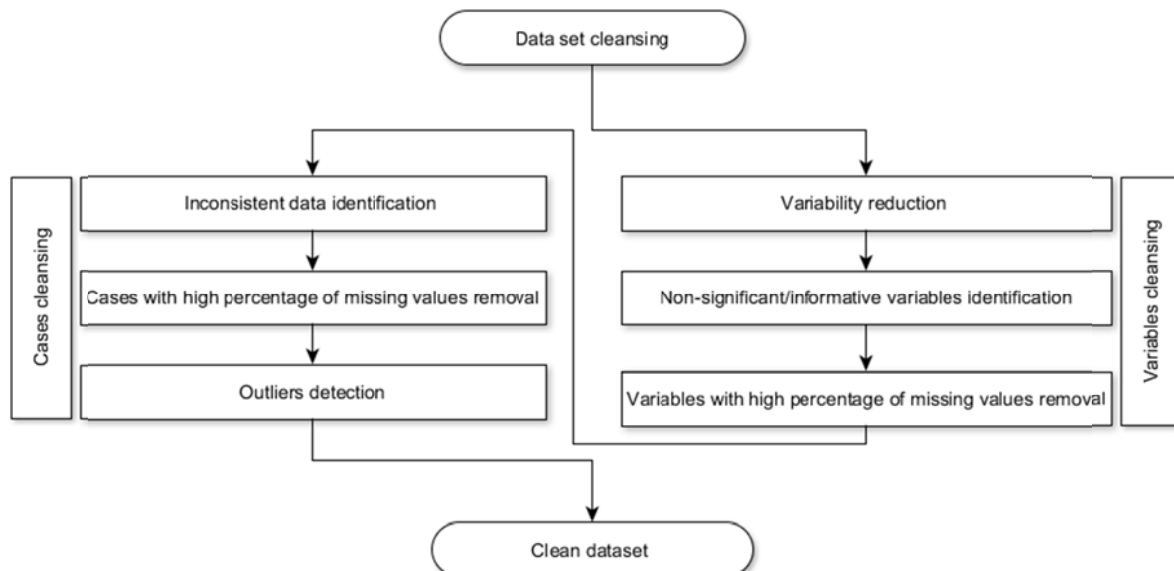 Data set cleansing
Cases cleansing
Inconsistent data identification
Cases with high percentage of missing values removal
Outliers detection
Variability reduction
Non-significant/informative variables identification
Variables with high percentage of missing values removal
Variables cleansing
Clean dataset